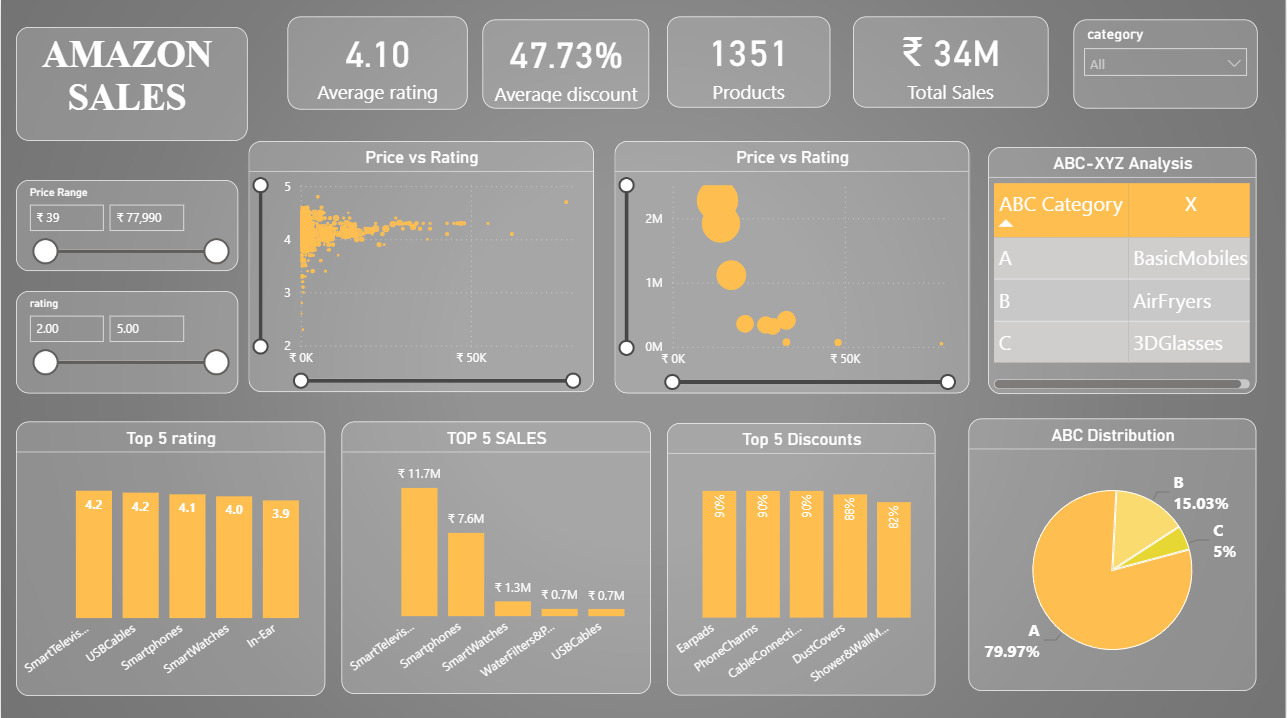 AMAZON
SALES
4.10
Average rating
47.73%
Average discount
1351
Products
₹ 34M
Total Sales
category
All
Price Range
₹ 39
₹ 77,990
rating
2.00
5.00
Price vs Rating
5
4
3
2
₹ 0K
₹ 50K
Price vs Rating
2M
1M
0M
₹ 0K
₹ 50K
ABC-XYZ Analysis
ABC Category X
A BasicMobiles
B AirFryers
C 3DGlasses
Top 5 rating
4.2
4.2
4.1
4.0
3.9
SmartTelevis...
USBCables
Smartphones
SmartWatches
In-Ear
TOP 5 SALES
₹ 11.7M
₹ 7.6M
₹ 1.3M
₹ 0.7M
₹ 0.7M
SmartTelevis...
Smartphones
SmartWatches
WaterFilters&P...
USBCables
Top 5 Discounts
90%
90%
90%
88%
82%
Earpads
PhoneCharms
CableConnecti...
DustCovers
Shower&WallM...
ABC Distribution
B
15.03%
C
5%
A
79.97%